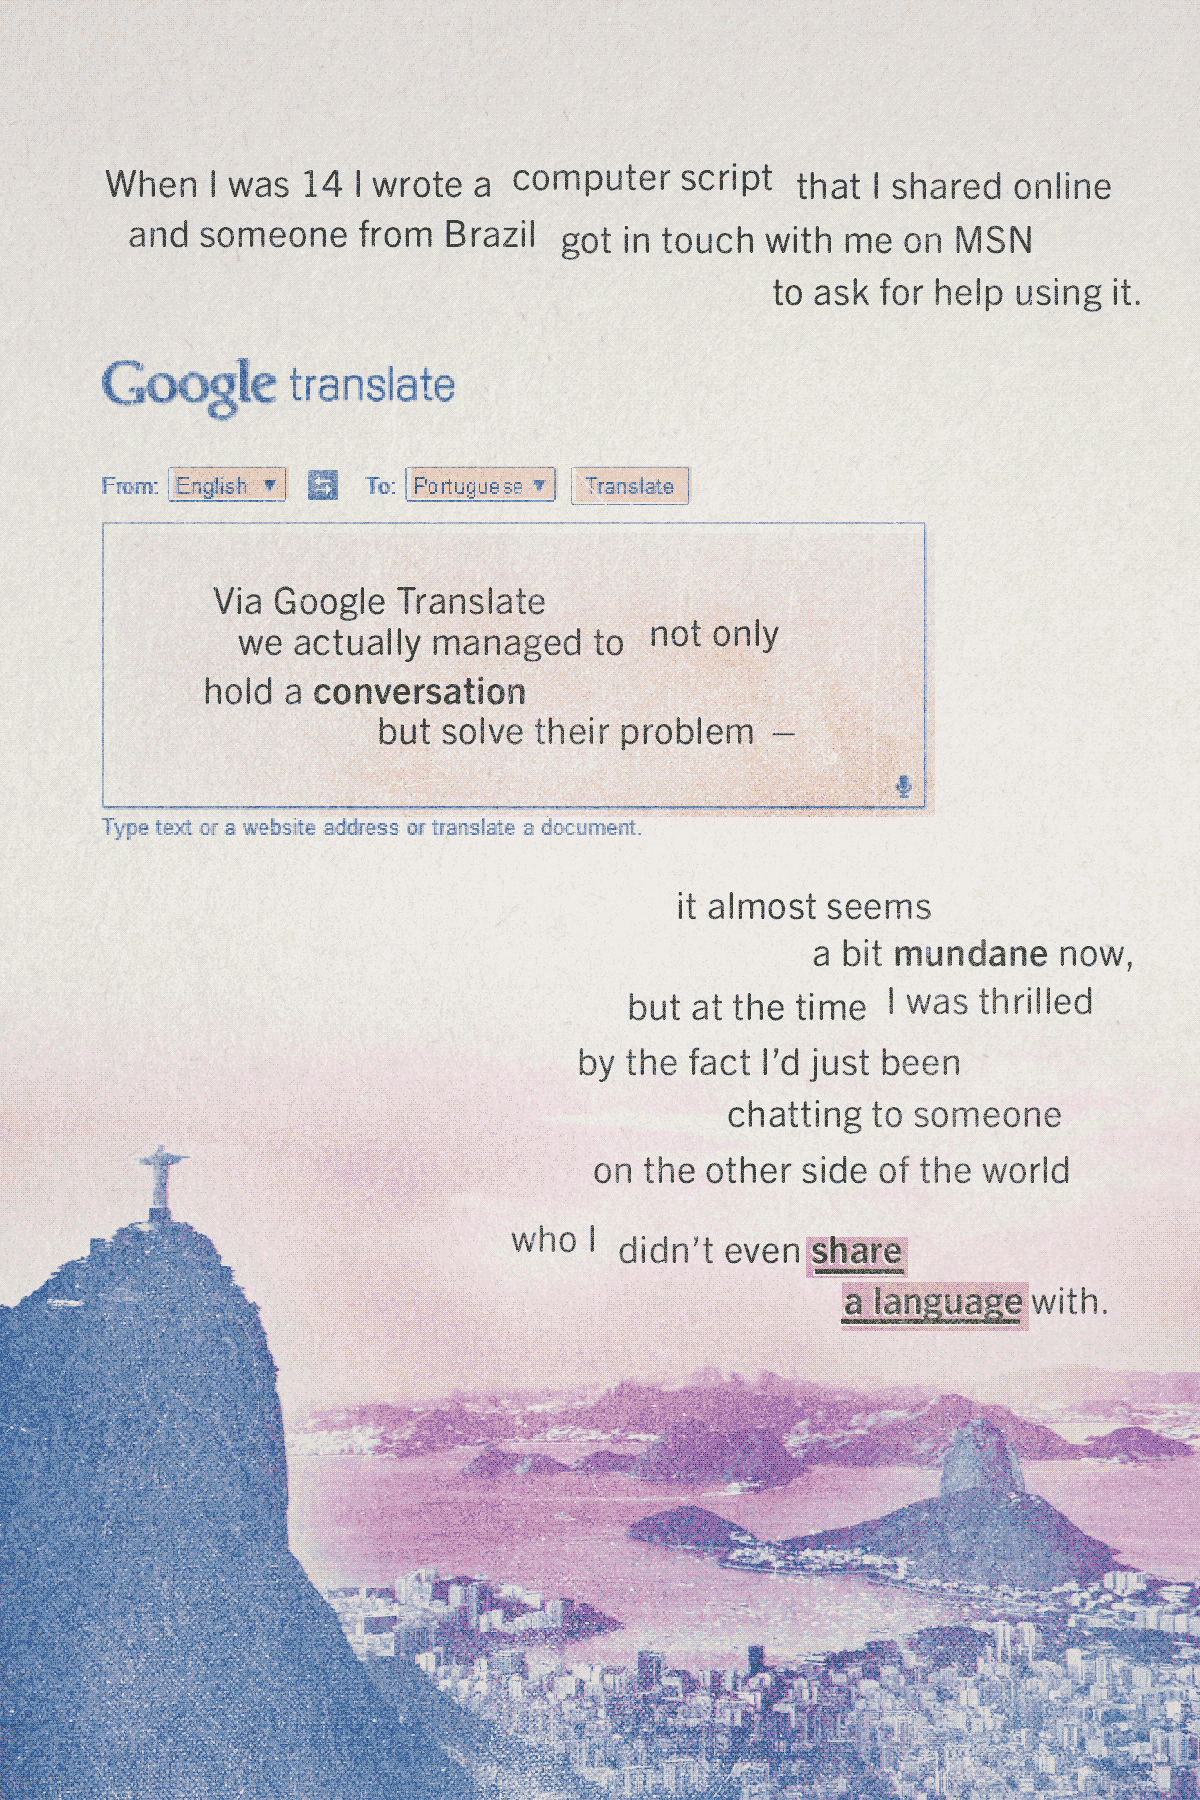 When I was 14 I wrote a computer script that I shared online
and someone from Brazil got in touch with me on MSN
to ask for help using it.
Google translate
From: English ▼ To: Portuguese ▼ Translate
Via Google Translate
we actually managed to not only
hold a conversation
but solve their problem –
Type text or a website address or translate a document.
it almost seems
a bit mundane now,
but at the time I was thrilled
by the fact I’d just been
chatting to someone
on the other side of the world
who I didn’t even share
a language with.